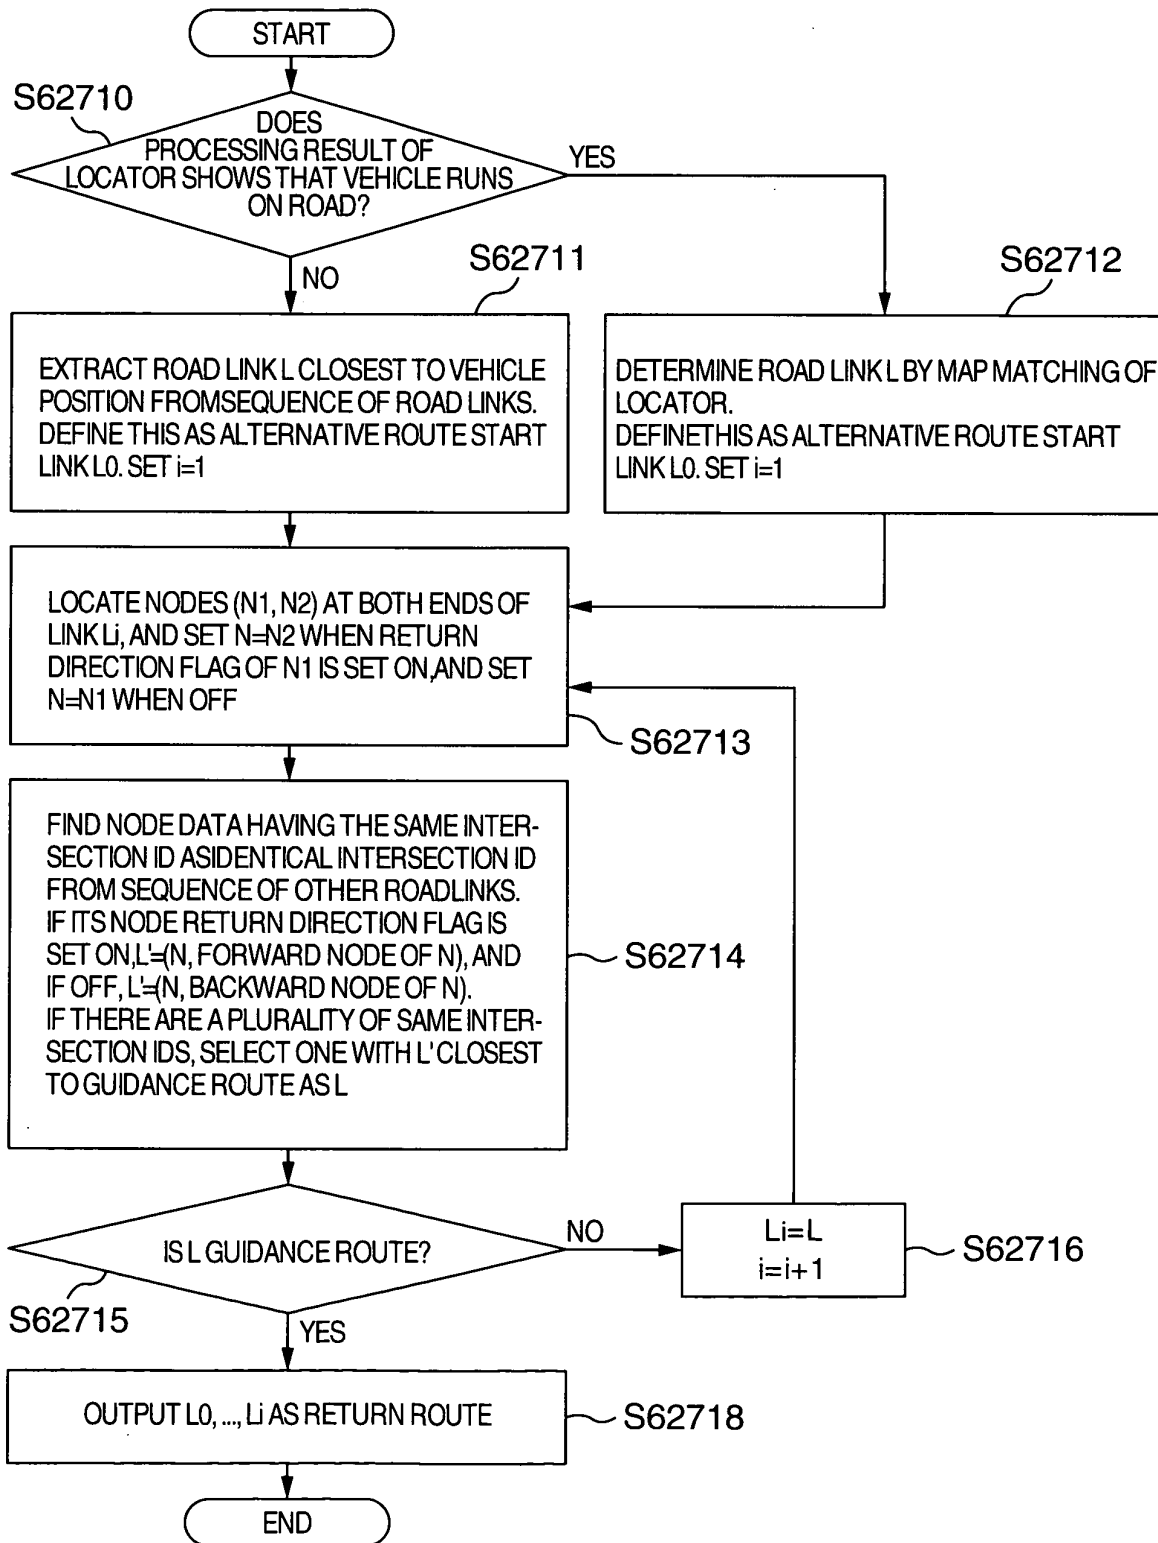 START
S62710
DOES
PROCESSING RESULT OF
LOCATOR SHOWS THAT VEHICLE RUNS
ON ROAD?
YES
NO
S62711
S62712
EXTRACT ROAD LINK L CLOSEST TO VEHICLE
POSITION FROMSEQUENCE OF ROAD LINKS.
DEFINE THIS AS ALTERNATIVE ROUTE START
LINK L0. SET i=1
DETERMINE ROAD LINK L BY MAP MATCHING OF
LOCATOR.
DEFINETHIS AS ALTERNATIVE ROUTE START
LINK L0. SET i=1
LOCATE NODES (N1, N2) AT BOTH ENDS OF
LINK Li, AND SET N=N2 WHEN RETURN
DIRECTION FLAG OF N1 IS SET ON,AND SET
N=N1 WHEN OFF
S62713
FIND NODE DATA HAVING THE SAME INTER-
SECTION ID ASIDENTICAL INTERSECTION ID
FROM SEQUENCE OF OTHER ROADLINKS.
IF ITS NODE RETURN DIRECTION FLAG IS
SET ON,L'=(N, FORWARD NODE OF N), AND
IF OFF, L'=(N, BACKWARD NODE OF N).
IF THERE ARE A PLURALITY OF SAME INTER-
SECTION IDS, SELECT ONE WITH L' CLOSEST
TO GUIDANCE ROUTE AS L
S62714
IS L GUIDANCE ROUTE?
NO
Li=L
i=i+1
S62716
S62715
YES
OUTPUT L0, ..., Li AS RETURN ROUTE
S62718
END